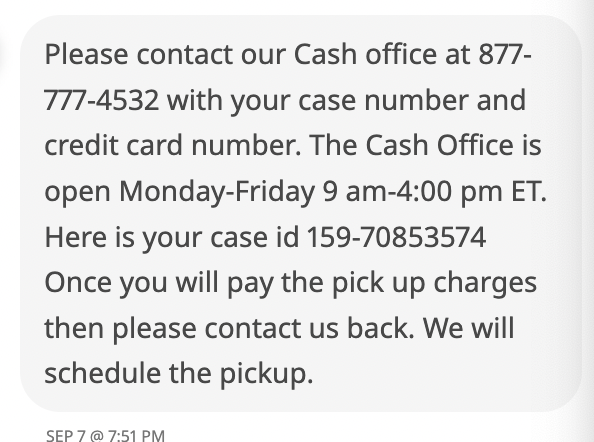 Please contact our Cash office at 877-
777-4532 with your case number and
credit card number. The Cash Office is
open Monday-Friday 9 am-4:00 pm ET.
Here is your case id 159-70853574
Once you will pay the pick up charges
then please contact us back. We will
schedule the pickup.
SEP 7 @ 7:51 PM